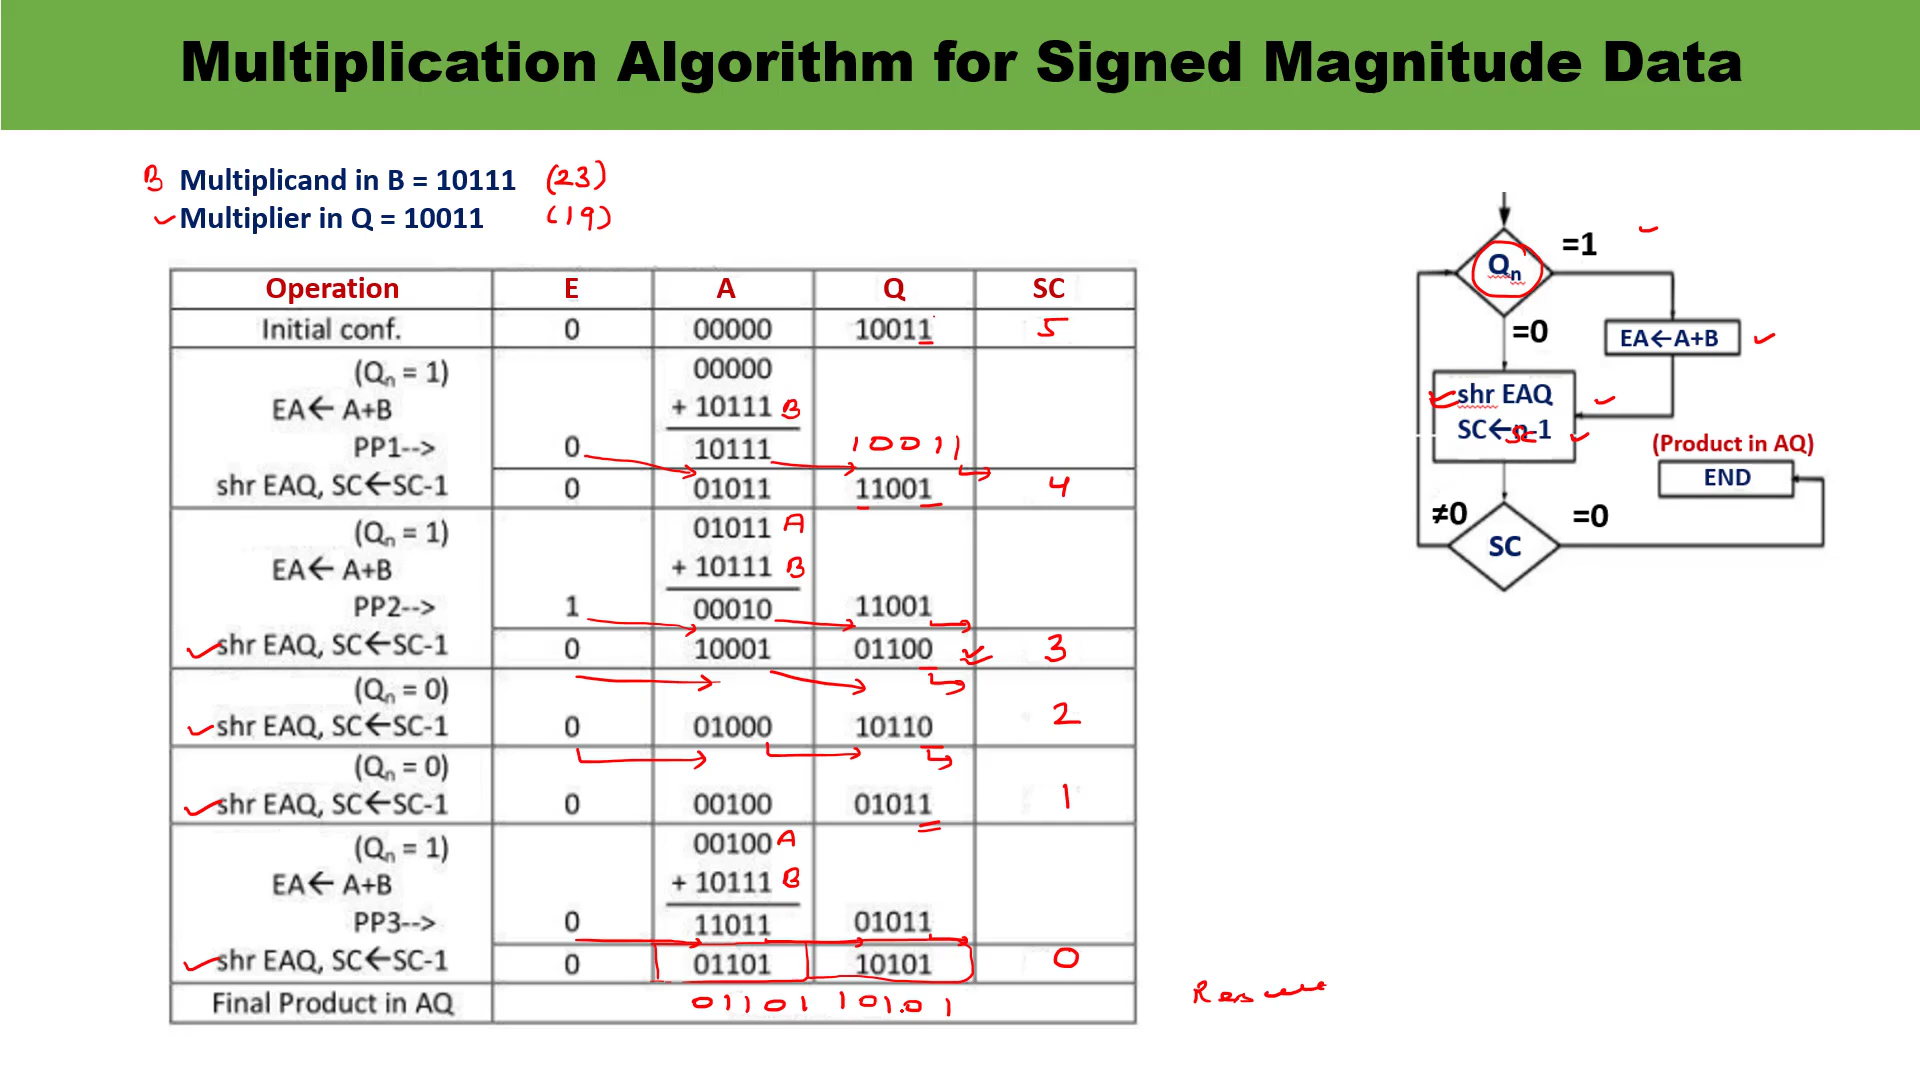 Multiplication Algorithm for Signed Magnitude Data
B Multiplicand in B = 10111 (23)
Multiplier in Q = 10011 (19)
Operation E A Q SC
Initial conf. 0 00000 10011 5
(Qn = 1) 00000
EA← A+B + 10111 B
PP1--> 0 10111 10011
shr EAQ, SC←SC-1 0 01011 11001 4
(Qn = 1) 01011 A
EA← A+B + 10111 B
PP2--> 1 00010 11001
shr EAQ, SC←SC-1 0 10001 01100 3
(Qn = 0)
shr EAQ, SC←SC-1 0 01000 10110 2
(Qn = 0)
shr EAQ, SC←SC-1 0 00100 01011 1
(Qn = 1) 00100 A
EA← A+B + 10111 B
PP3--> 0 11011 01011
shr EAQ, SC←SC-1 0 01101 10101 0
Final Product in AQ 01101 101.01
Qn
=1
=0
EA←A+B
shr EAQ
SC←n-1
SC
(Product in AQ)
END
≠0
=0
SC